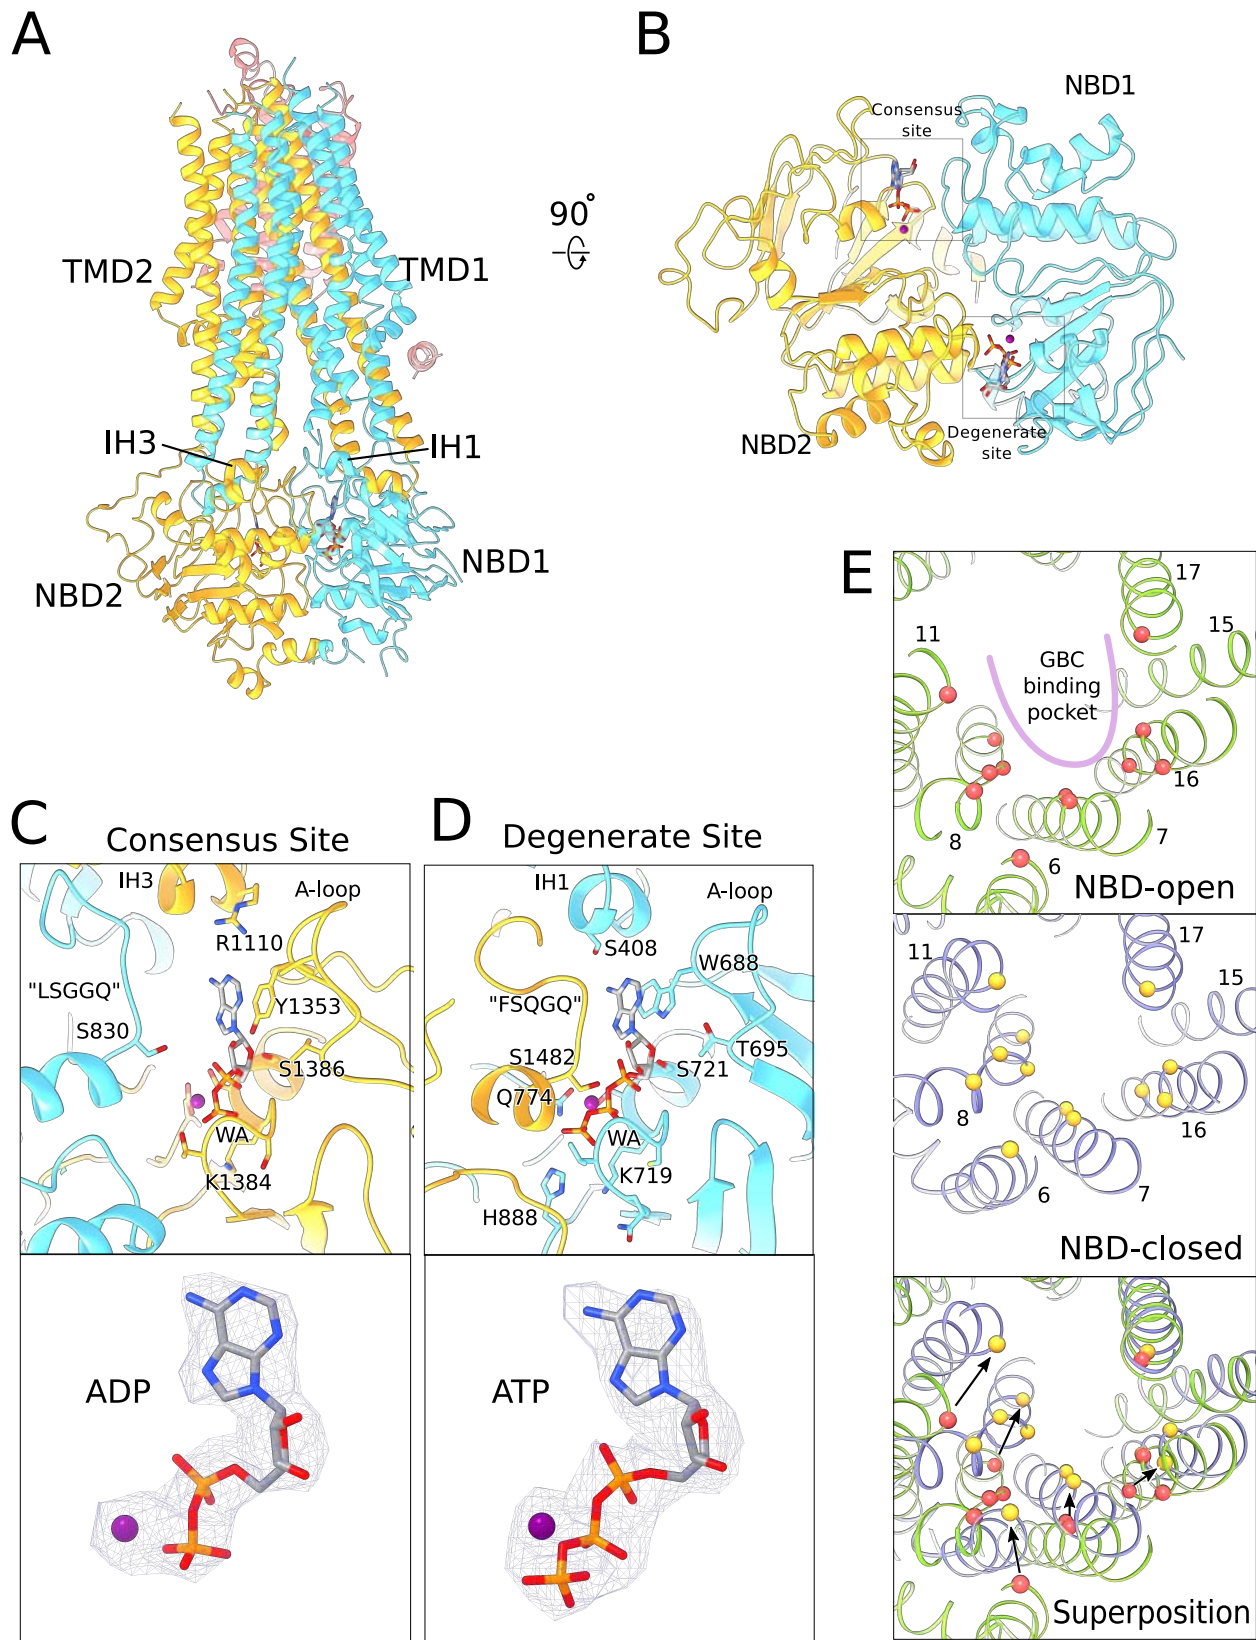 A
TMD2
TMD1
IH3
IH1
NBD2
NBD1
90°
B
NBD1
Consensus
site
NBD2
Degenerate
site
C
Consensus Site
IH3
A-loop
R1110
"LSGGQ"
Y1353
S830
S1386
WA
K1384
ADP
D
Degenerate Site
IH1
A-loop
S408
W688
"FSQGQ"
T695
S1482
S721
Q774
WA
K719
H888
ATP
E
17
11
15
GBC
binding
pocket
16
8
7
6
NBD-open
17
11
15
8
16
6
7
NBD-closed
Superposition